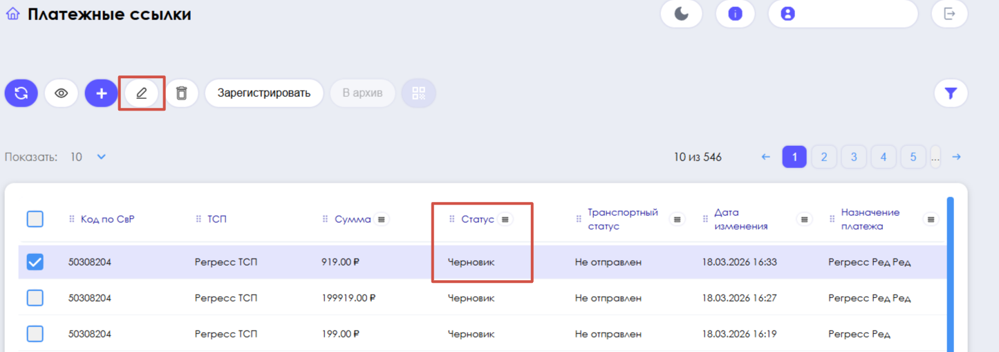 Платежные ссылки
Зарегистрировать
В архив
Показать: 10
10 из 546
1 2 3 4 5 ...
Код по СвР ТСП Сумма Статус Транспортный статус Дата изменения Назначение платежа
50308204 Регресс ТСП 919.00 ₽ Черновик Не отправлен 18.03.2026 16:33 Регресс Ред Ред
50308204 Регресс ТСП 199919.00 ₽ Черновик Не отправлен 18.03.2026 16:27 Регресс Ред Ред
50308204 Регресс ТСП 199.00 ₽ Черновик Не отправлен 18.03.2026 16:19 Регресс Ред